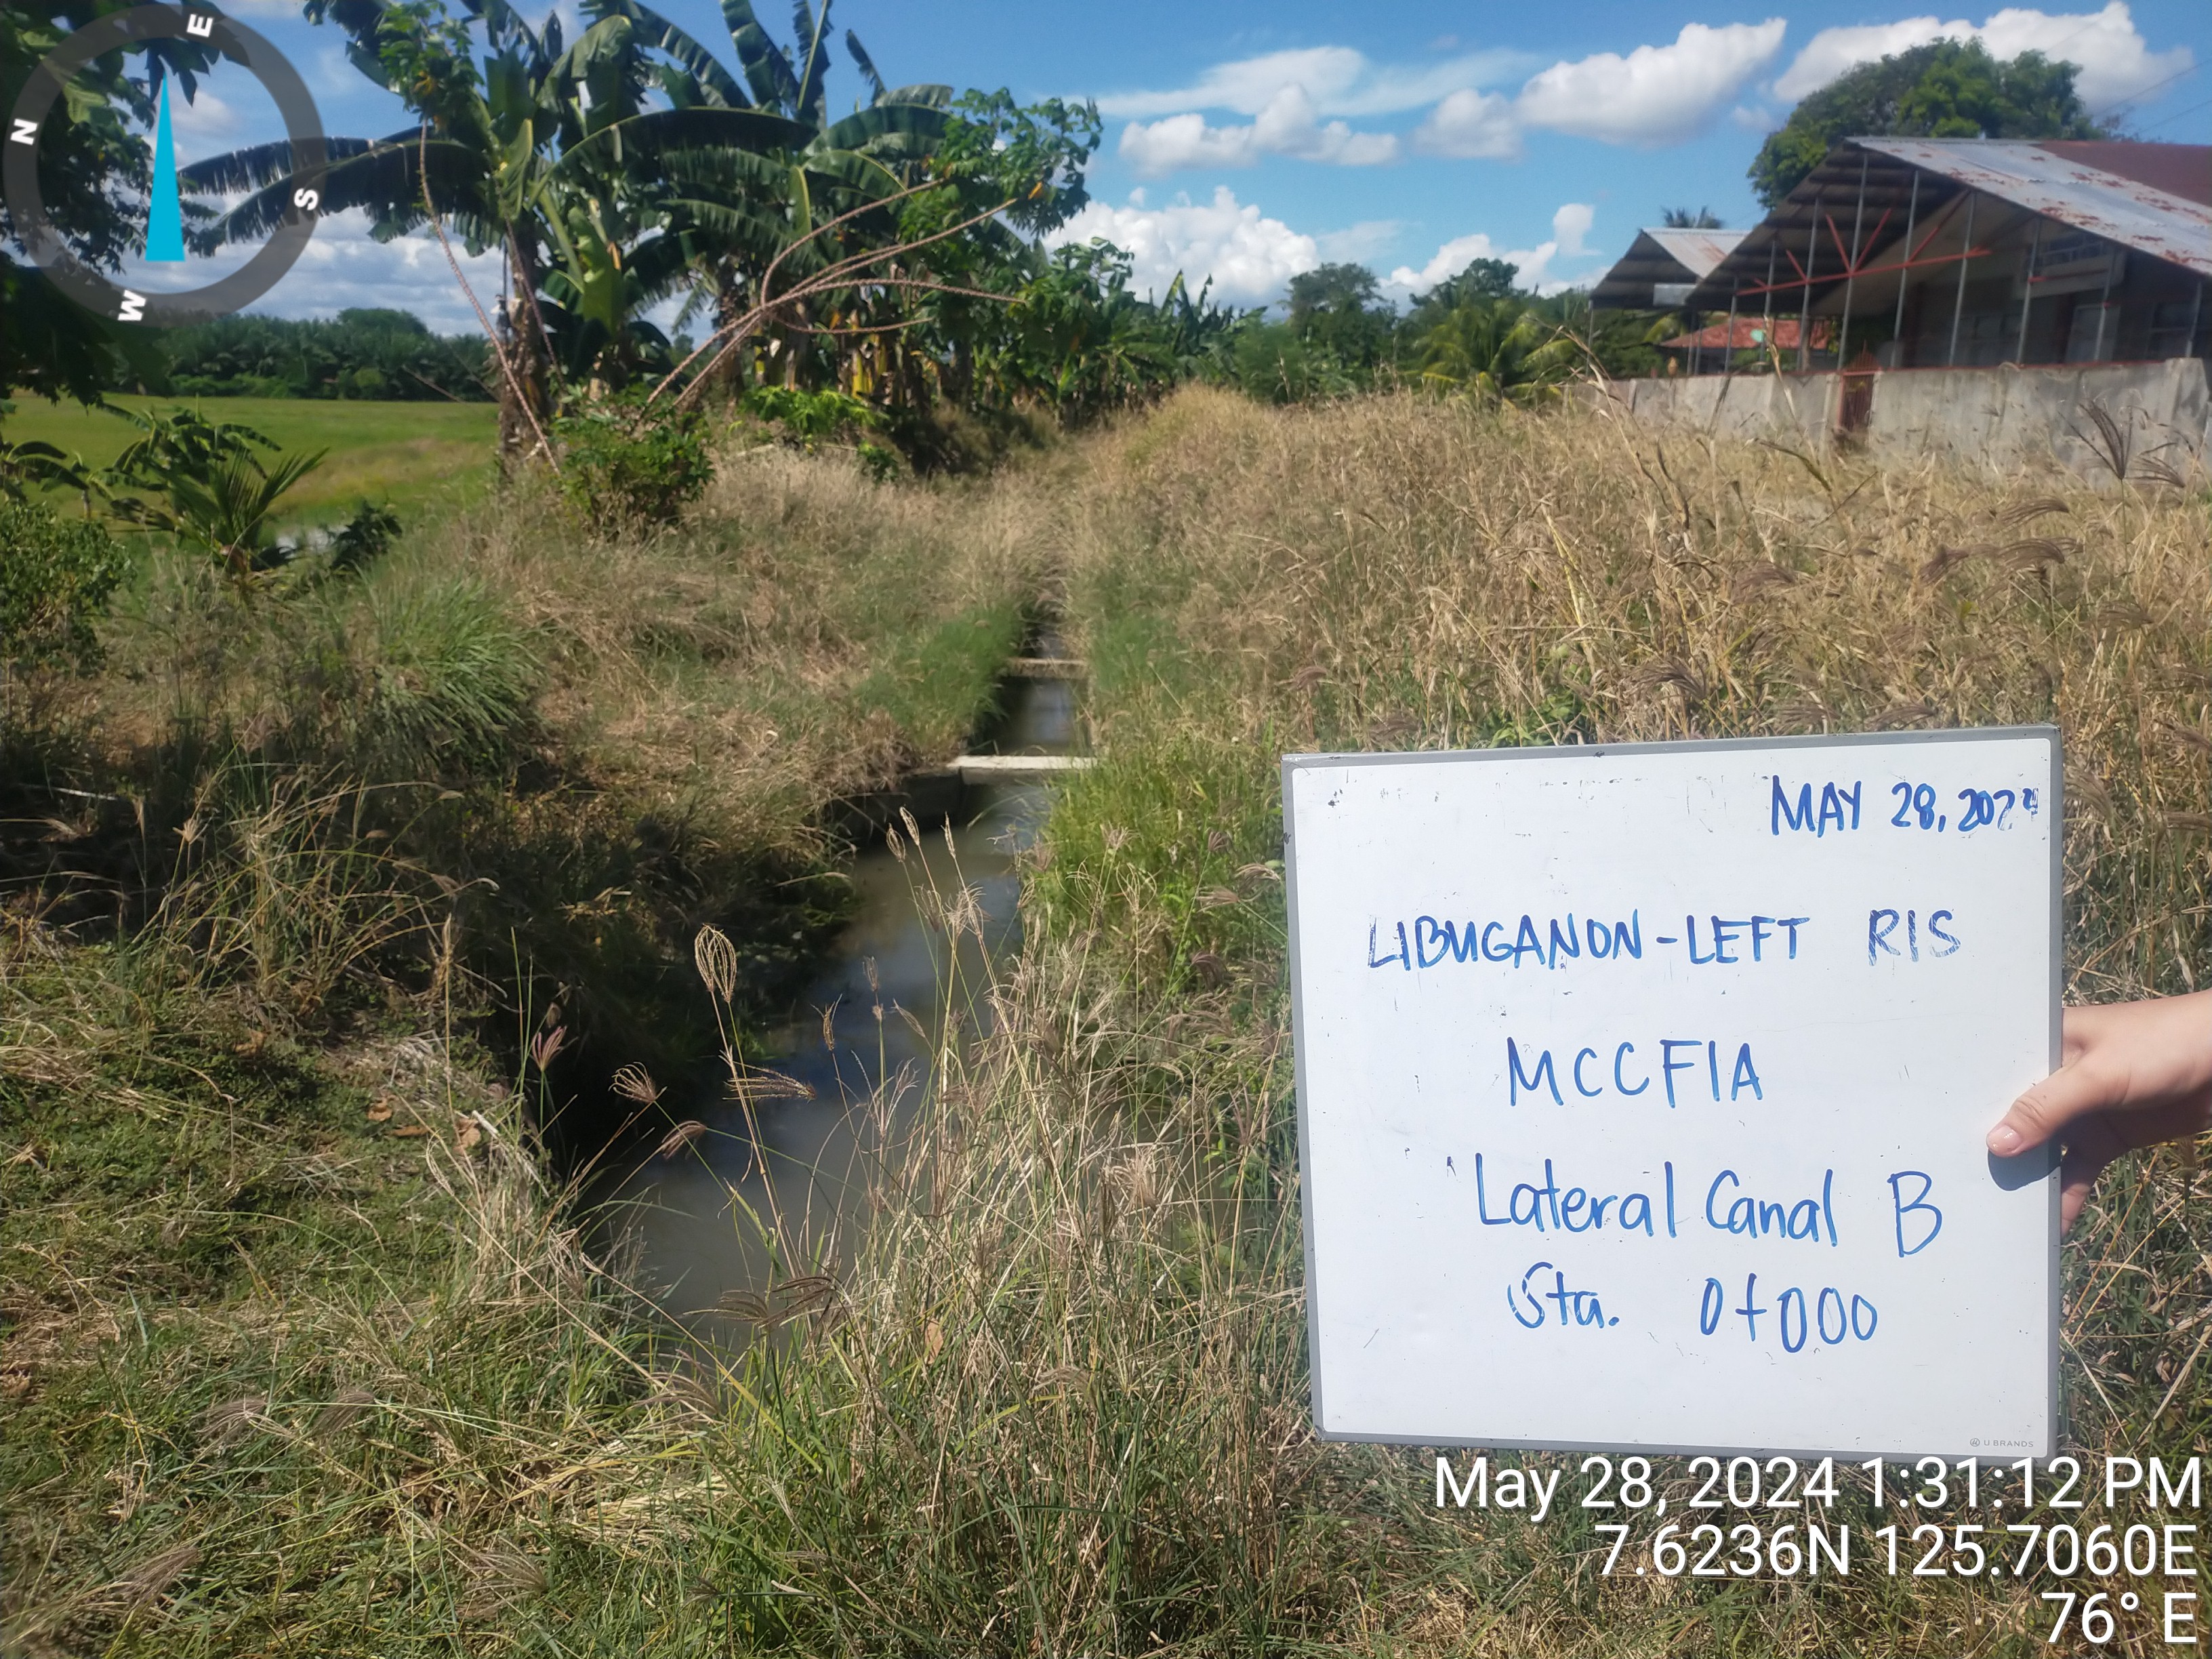 E
N
S
W
MAY 28, 2024
LIBUGANON-LEFT RIS
MCCFIA
Lateral Canal B
Sta. 0+000
U BRANDS
May 28, 2024 1:31:12 PM
7.6236N 125.7060E
76° E